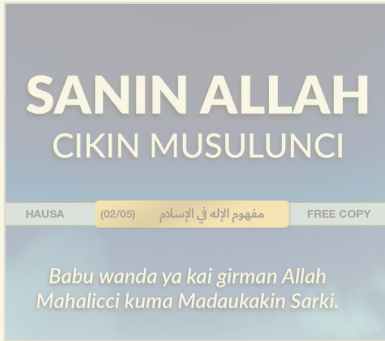 SANIN ALLAH
CIKIN MUSULUNCI
HAUSA (02/05) مفهوم الإله في الإسلام FREE COPY
Babu wanda ya kai girman Allah
Mahalicci kuma Madaukakin Sarki.